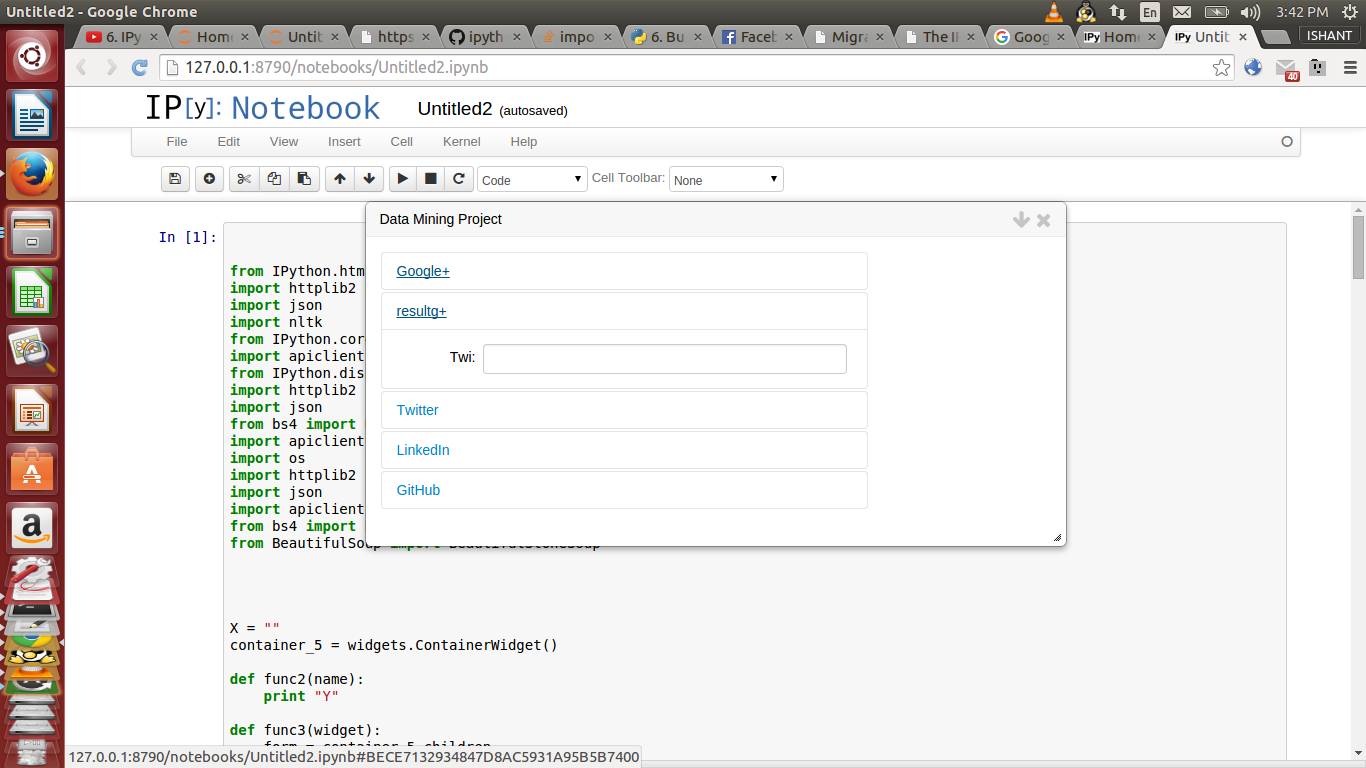 Untitled2 - Google Chrome
En
3:42 PM
6. IPy
Hom
Untit
https
ipyth
impo
6. Bu
Faceb
Migra
The I
Goog
IPy Hom
IPy Untit
ISHANT
127.0.0.1:8790/notebooks/Untitled2.ipynb
40
IP[y]: Notebook
Untitled2 (autosaved)
File Edit View Insert Cell Kernel Help
Code
Cell Toolbar: None
Data Mining Project
Google+
resultg+
Twi:
Twitter
LinkedIn
GitHub
In [1]:
from IPython.htm
import httplib2
import json
import nltk
from IPython.cor
import apiclient
from IPython.dis
import httplib2
import json
from bs4 import
import apiclient
import os
import httplib2
import json
import apiclient
from bs4 import
from BeautifulSoup import BeautifulStoneSoup
X = ""
container_5 = widgets.ContainerWidget()
def func2(name):
print "Y"
def func3(widget):
form = container_5.children
127.0.0.1:8790/notebooks/Untitled2.ipynb#BECE7132934847D8AC5931A95B5B7400